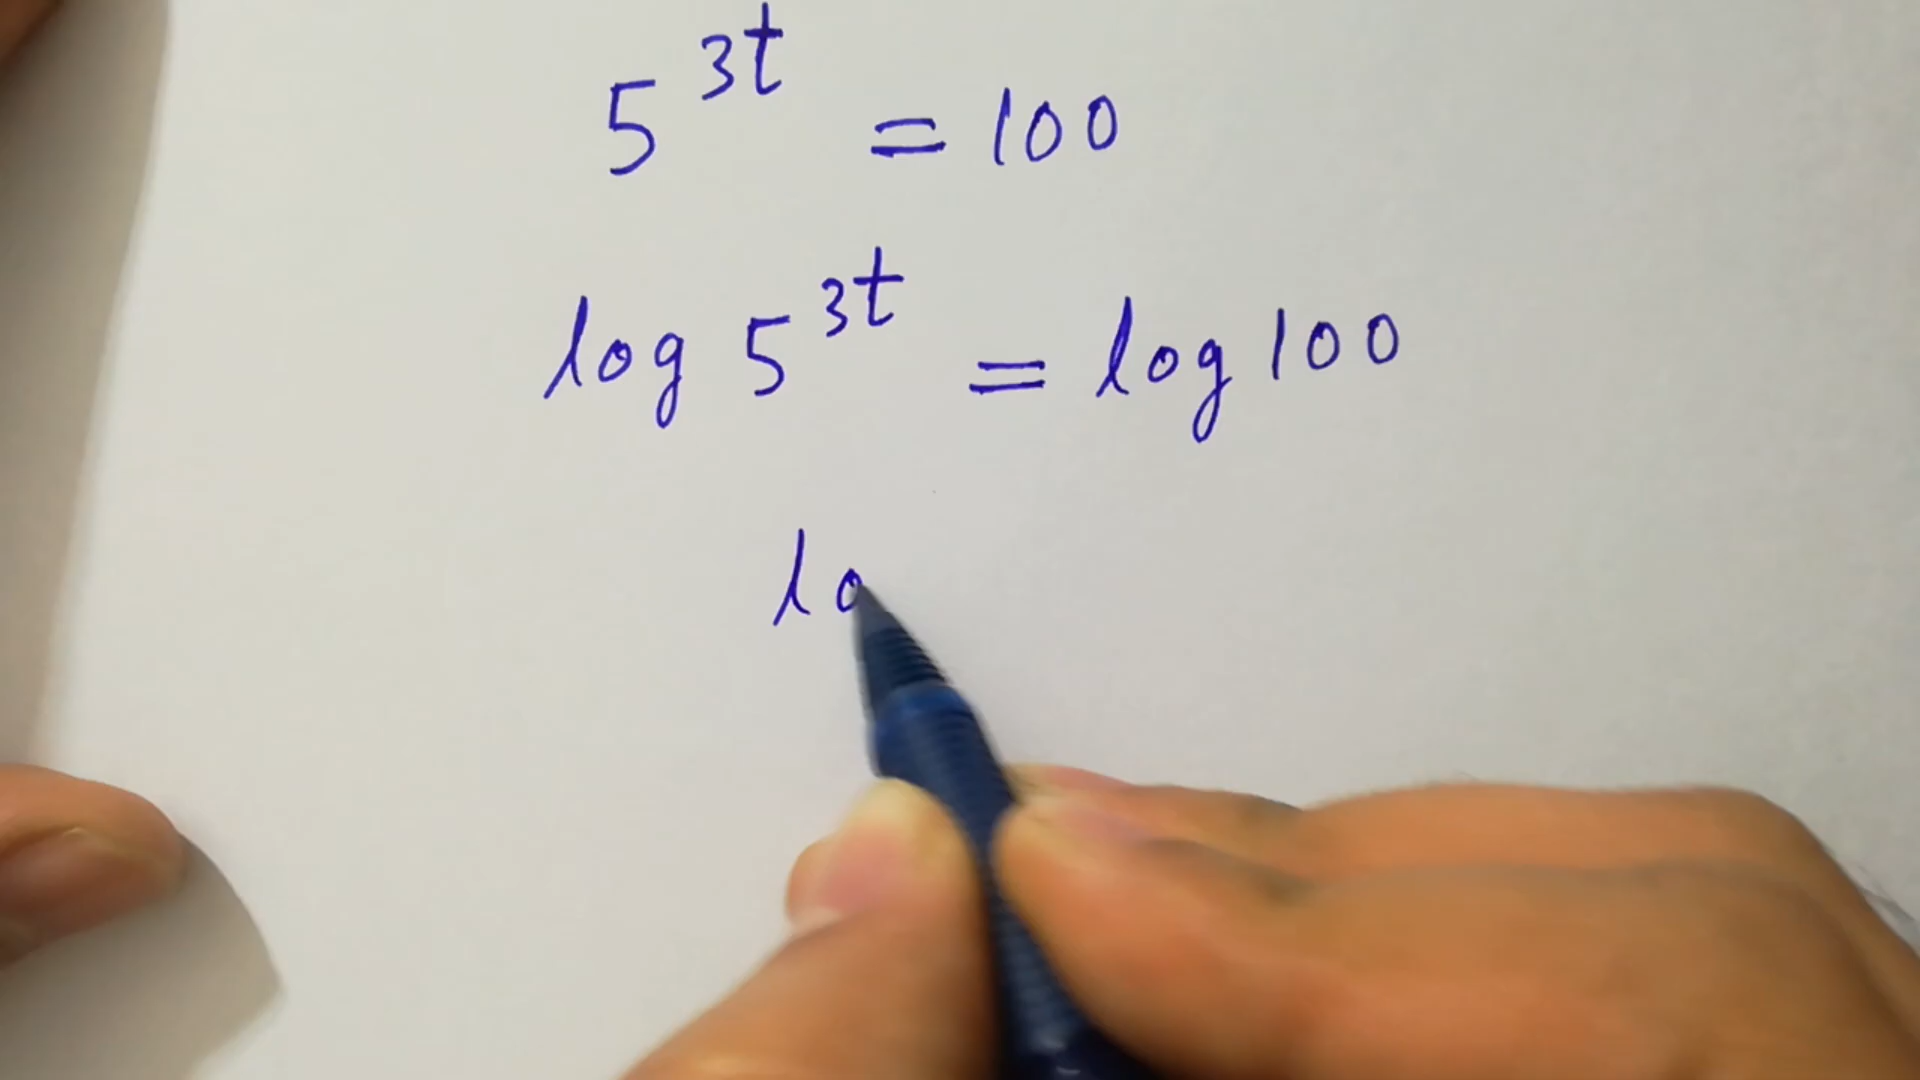 5^{3t} = 100
log 5^{3t} = log 100
lo